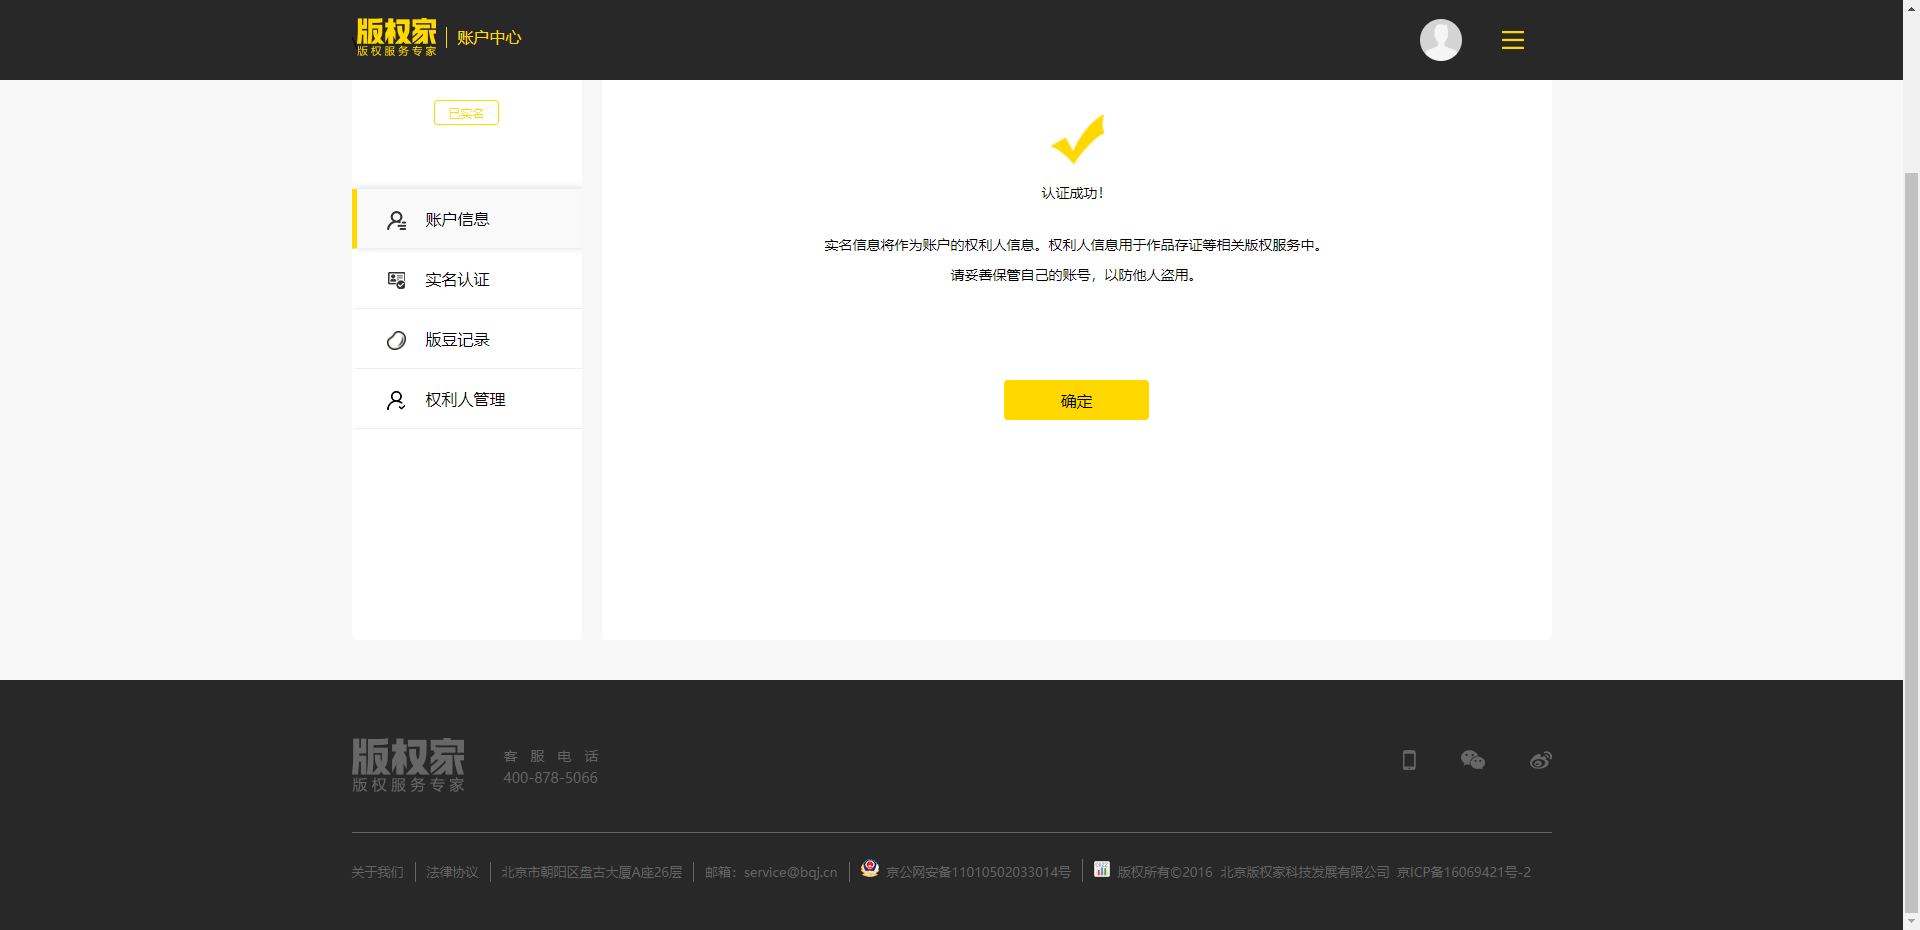 版权家
版权服务专家
账户中心
已实名
账户信息
实名认证
版豆记录
权利人管理
认证成功！
实名信息将作为账户的权利人信息。权利人信息用于作品存证等相关版权服务中。
请妥善保管自己的账号，以防他人盗用。
确定
版权家
版权服务专家
客服电话
400-878-5066
关于我们 法律协议 北京市朝阳区盘古大厦A座26层 邮箱：service@bqj.cn 京公网安备11010502033014号 版权所有©2016 北京版权家科技发展有限公司 京ICP备16069421号-2